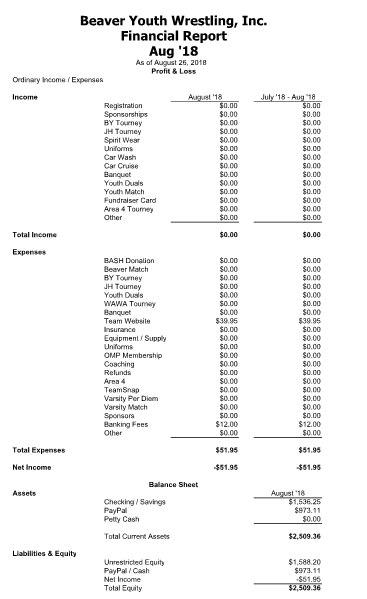 Beaver Youth Wrestling, Inc.
Financial Report
Aug '18
As of August 26, 2018
Profit & Loss
Ordinary Income / Expenses
Income August '18 July '18 - Aug '18
Registration $0.00 $0.00
Sponsorships $0.00 $0.00
BY Tourney $0.00 $0.00
JH Tourney $0.00 $0.00
Spirit Wear $0.00 $0.00
Uniforms $0.00 $0.00
Car Wash $0.00 $0.00
Car Cruise $0.00 $0.00
Banquet $0.00 $0.00
Youth Duals $0.00 $0.00
Youth Match $0.00 $0.00
Fundraiser Card $0.00 $0.00
Area 4 Tourney $0.00 $0.00
Other $0.00 $0.00
Total Income $0.00 $0.00
Expenses
BASH Donation $0.00 $0.00
Beaver Match $0.00 $0.00
BY Tourney $0.00 $0.00
JH Tourney $0.00 $0.00
Youth Duals $0.00 $0.00
WAWA Tourney $0.00 $0.00
Banquet $0.00 $0.00
Team Website $39.95 $39.95
Insurance $0.00 $0.00
Equipment / Supply $0.00 $0.00
Uniforms $0.00 $0.00
OMP Membership $0.00 $0.00
Coaching $0.00 $0.00
Refunds $0.00 $0.00
Area 4 $0.00 $0.00
TeamSnap $0.00 $0.00
Varsity Per Diem $0.00 $0.00
Varsity Match $0.00 $0.00
Sponsors $0.00 $0.00
Banking Fees $12.00 $12.00
Other $0.00 $0.00
Total Expenses $51.95 $51.95
Net Income -$51.95 -$51.95
Balance Sheet
Assets August '18
Checking / Savings $1,536.25
PayPal $973.11
Petty Cash $0.00
Total Current Assets $2,509.36
Liabilities & Equity
Unrestricted Equity $1,588.20
PayPal / Cash $973.11
Net Income -$51.95
Total Equity $2,509.36